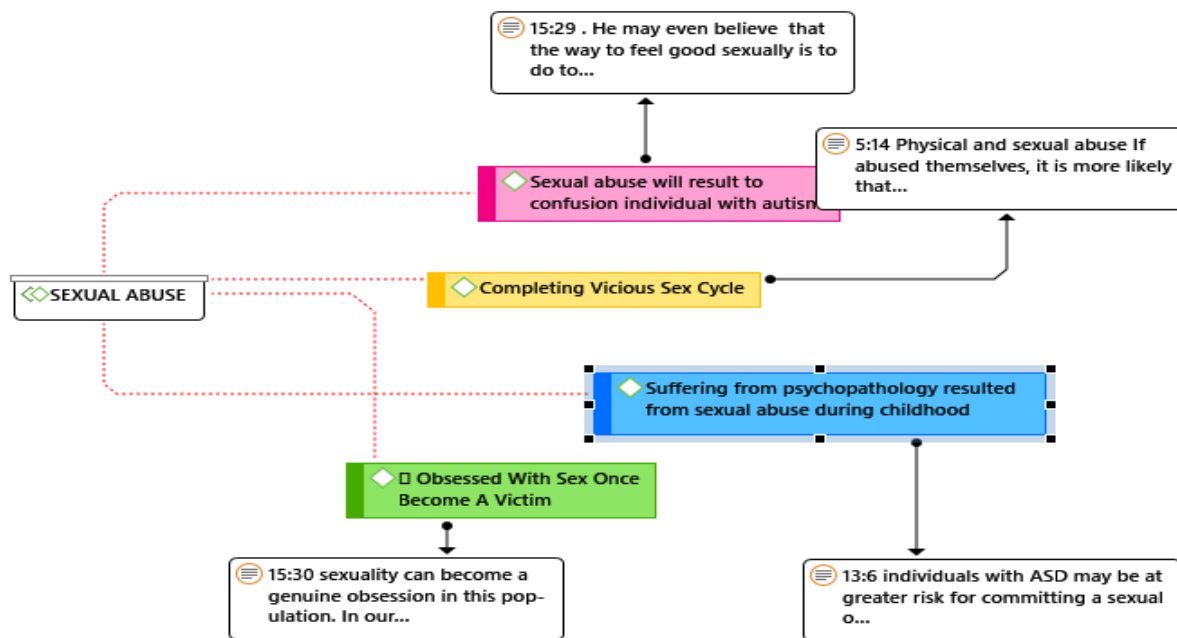 15:29 . He may even believe that
the way to feel good sexually is to
do to...
5:14 Physical and sexual abuse If
abused themselves, it is more likely
that...
Sexual abuse will result to
confusion individual with autism
Completing Vicious Sex Cycle
SEXUAL ABUSE
Suffering from psychopathology resulted
from sexual abuse during childhood
Obsessed With Sex Once
Become A Victim
15:30 sexuality can become a
genuine obsession in this pop-
ulation. In our...
13:6 individuals with ASD may be at
greater risk for committing a sexual
o...